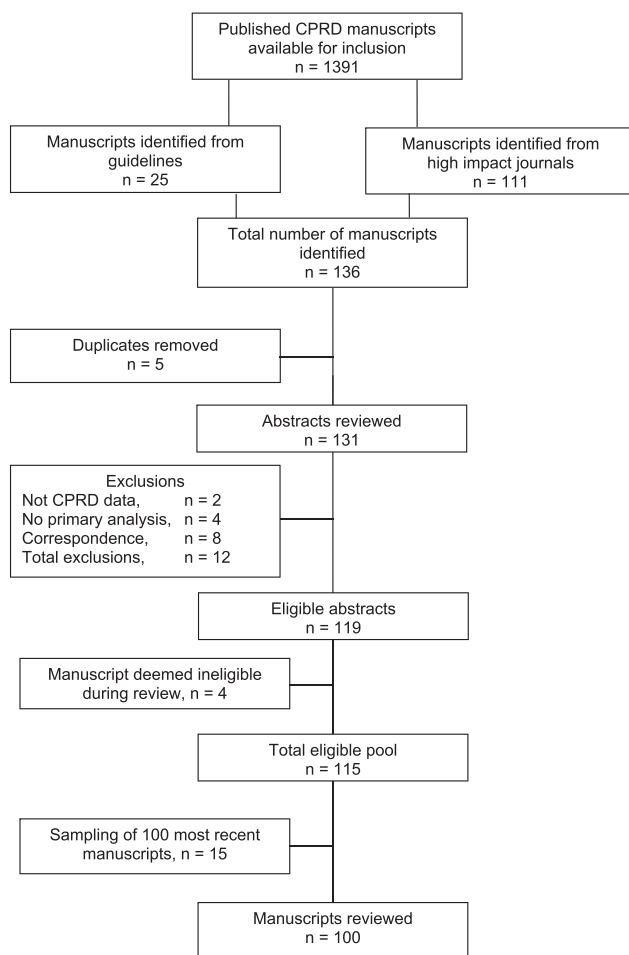 Published CPRD manuscripts
available for inclusion
n = 1391
Manuscripts identified from
guidelines
n = 25
Manuscripts identified from
high impact journals
n = 111
Total number of manuscripts
identified
n = 136
Duplicates removed
n = 5
Abstracts reviewed
n = 131
Exclusions
Not CPRD data, n = 2
No primary analysis, n = 4
Correspondence, n = 8
Total exclusions, n = 12
Eligible abstracts
n = 119
Manuscript deemed ineligible
during review, n = 4
Total eligible pool
n = 115
Sampling of 100 most recent
manuscripts, n = 15
Manuscripts reviewed
n = 100